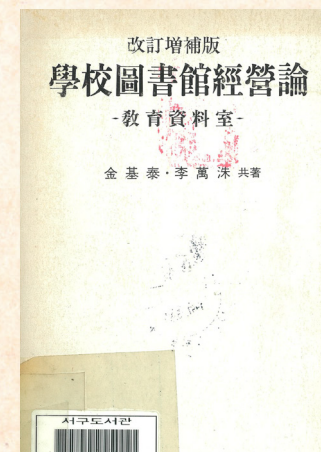 改訂增補版
學校圖書館經營論
-敎育資料室-
金基泰·李萬洙 共著
서구도서관